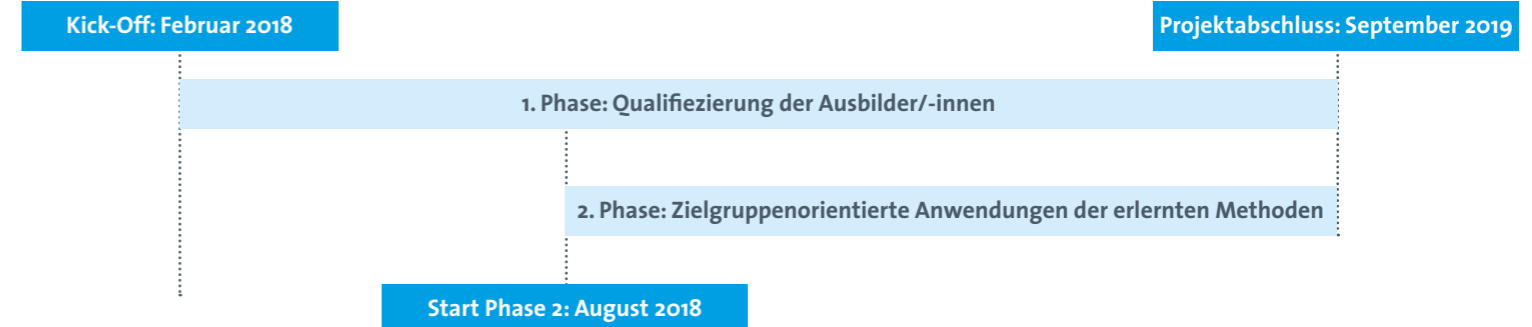 Kick-Off: Februar 2018
Projektabschluss: September 2019
1. Phase: Qualifiezierung der Ausbilder/-innen
2. Phase: Zielgruppenorientierte Anwendungen der erlernten Methoden
Start Phase 2: August 2018